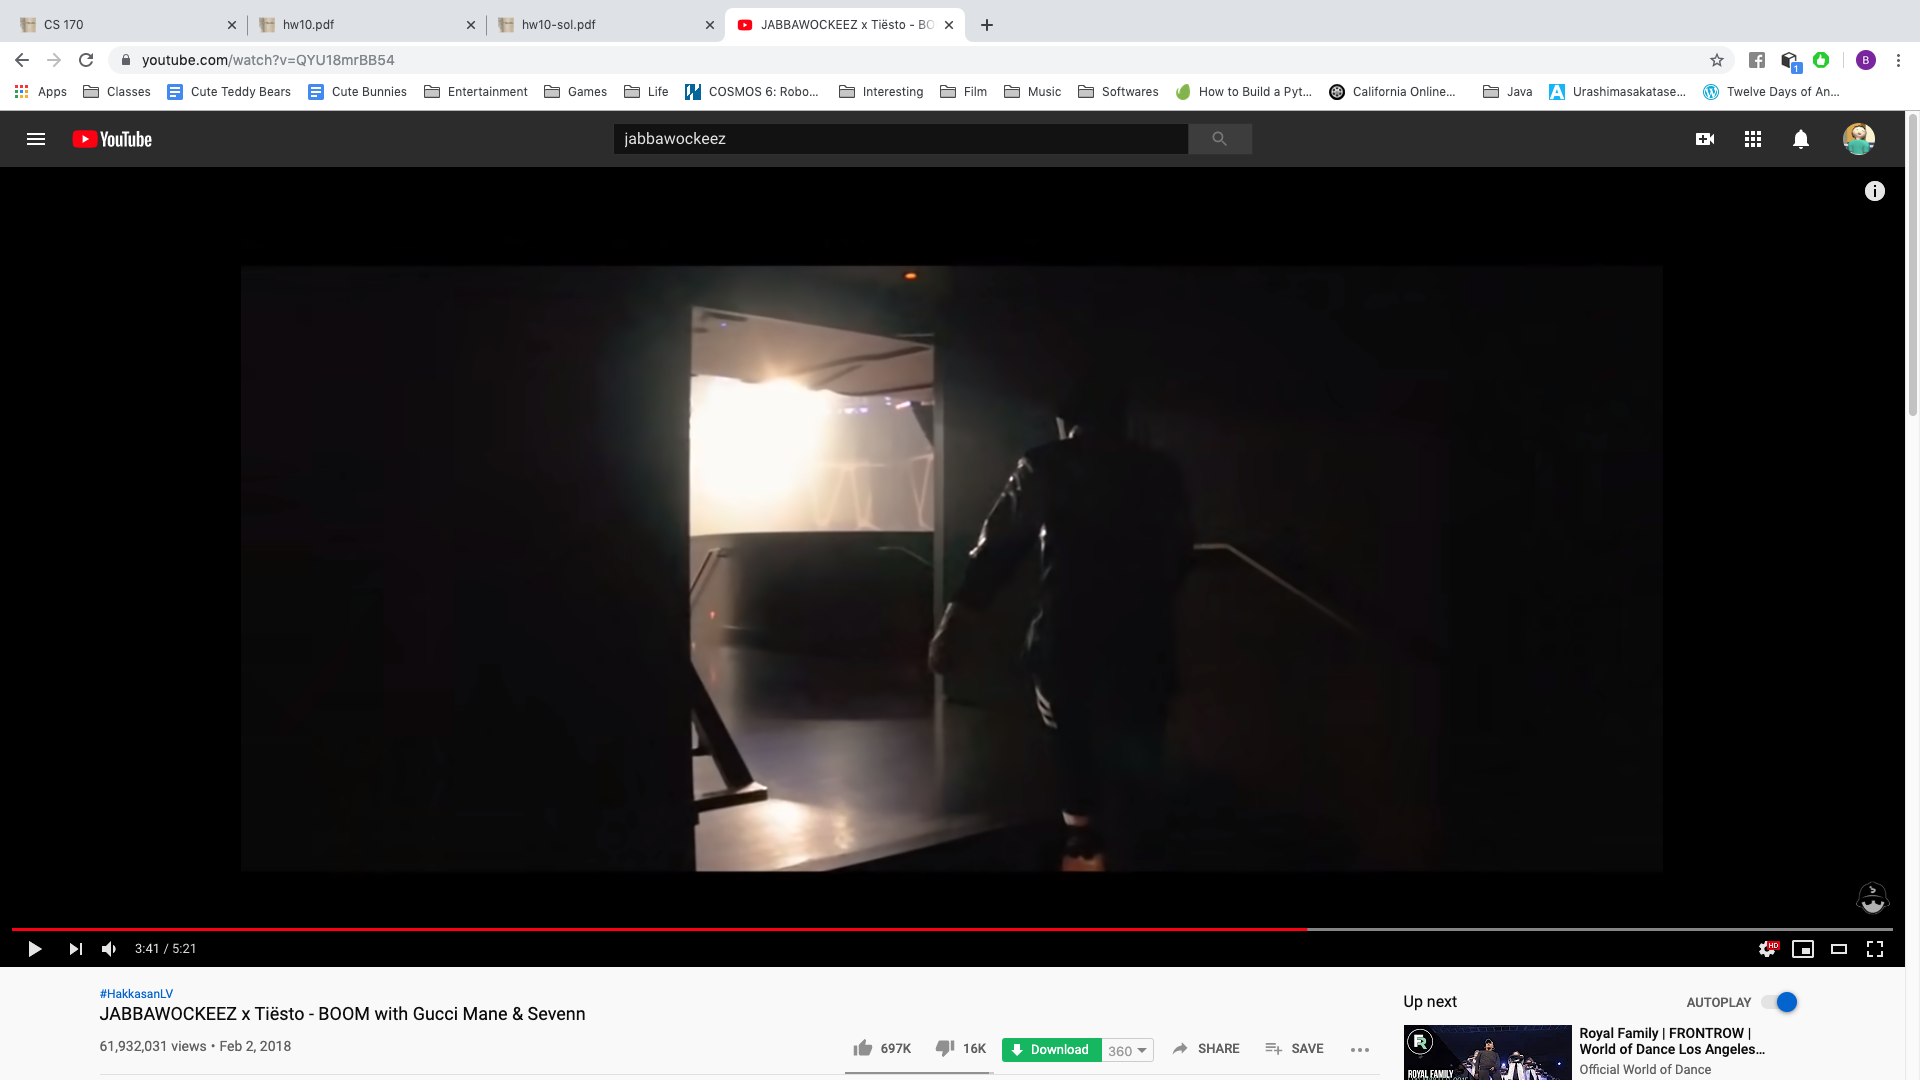 CS 170
hw10.pdf
hw10-sol.pdf
JABBAWOCKEEZ x Tiësto - BO
youtube.com/watch?v=QYU18mrBB54
1
B
Apps
Classes
Cute Teddy Bears
Cute Bunnies
Entertainment
Games
Life
COSMOS 6: Robo...
Interesting
Film
Music
Softwares
How to Build a Pyt...
California Online...
Java
Urashimasakatase...
Twelve Days of An...
YouTube
jabbawockeez
3:41 / 5:21
HD
#HakkasanLV
JABBAWOCKEEZ x Tiësto - BOOM with Gucci Mane & Sevenn
61,932,031 views • Feb 2, 2018
697K
16K
Download
360
SHARE
SAVE
Up next
AUTOPLAY
ROYAL FAMILY
Royal Family | FRONTROW |
World of Dance Los Angeles...
Official World of Dance